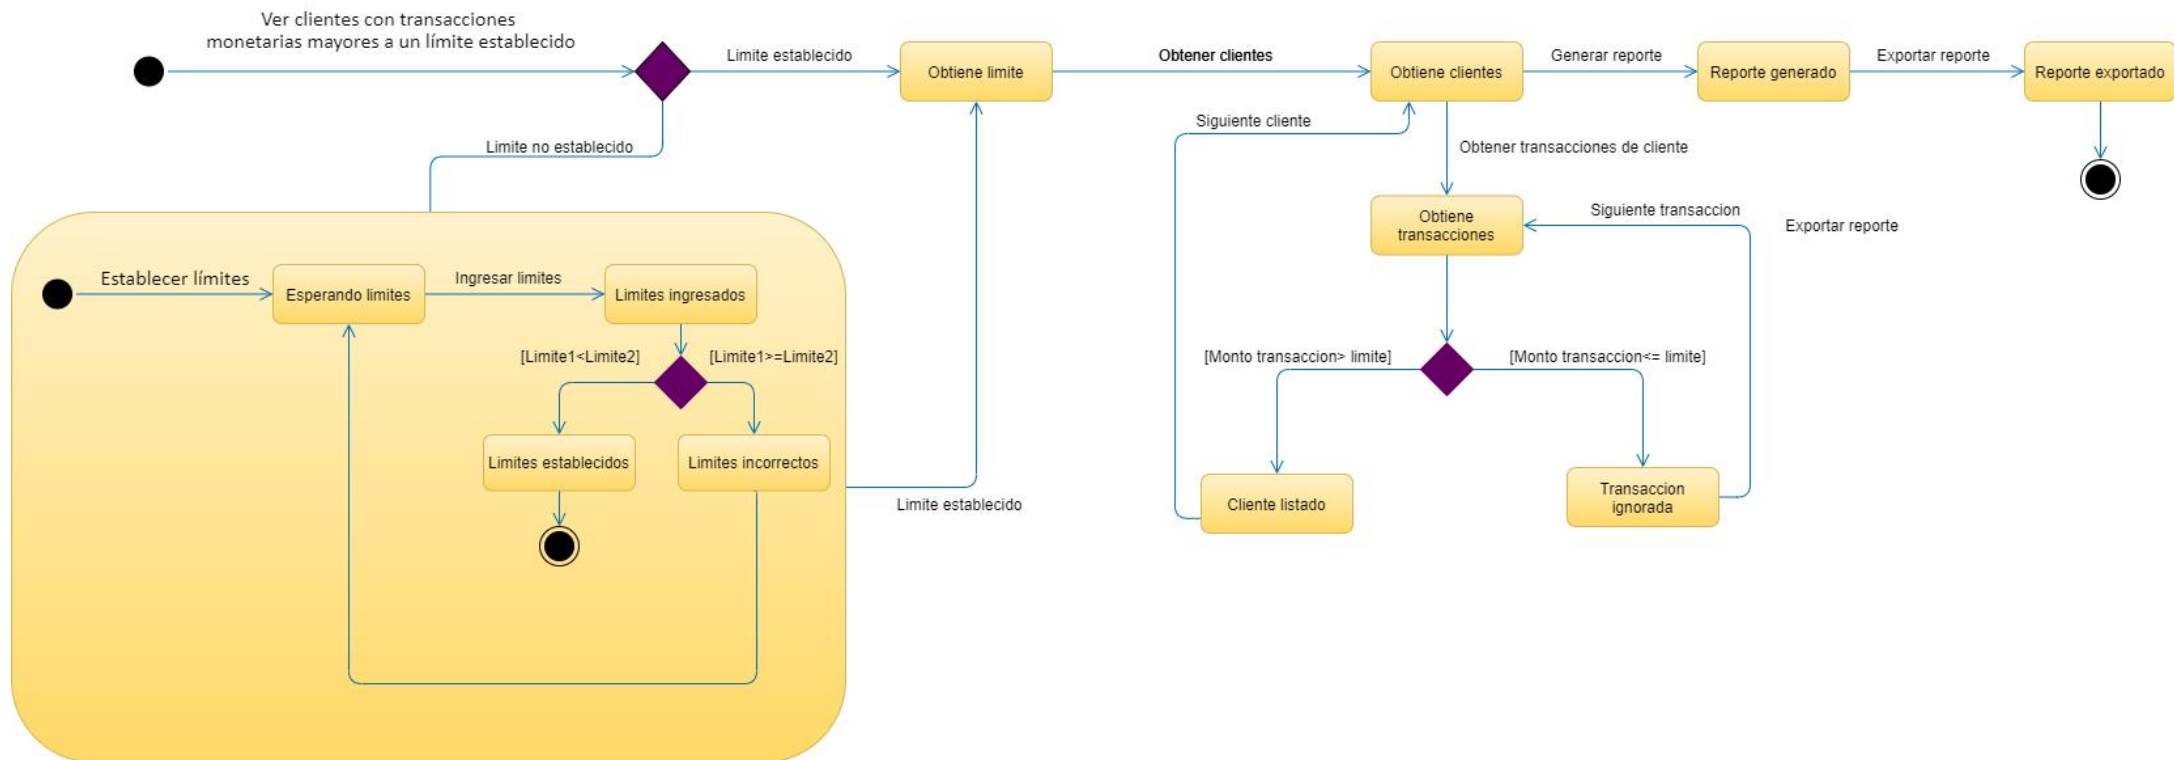 Ver clientes con transacciones
monetarias mayores a un límite establecido
Limite establecido
Obtiene limite
Obtener clientes
Obtiene clientes
Generar reporte
Reporte generado
Exportar reporte
Reporte exportado
Limite no establecido
Siguiente cliente
Obtener transacciones de cliente
Obtiene
transacciones
Siguiente transaccion
Exportar reporte
Establecer límites
Esperando limites
Ingresar limites
Limites ingresados
[Limite1<Limite2]
[Limite1>=Limite2]
[Monto transaccion> limite]
[Monto transaccion<= limite]
Limites establecidos
Limites incorrectos
Limite establecido
Cliente listado
Transaccion
ignorada